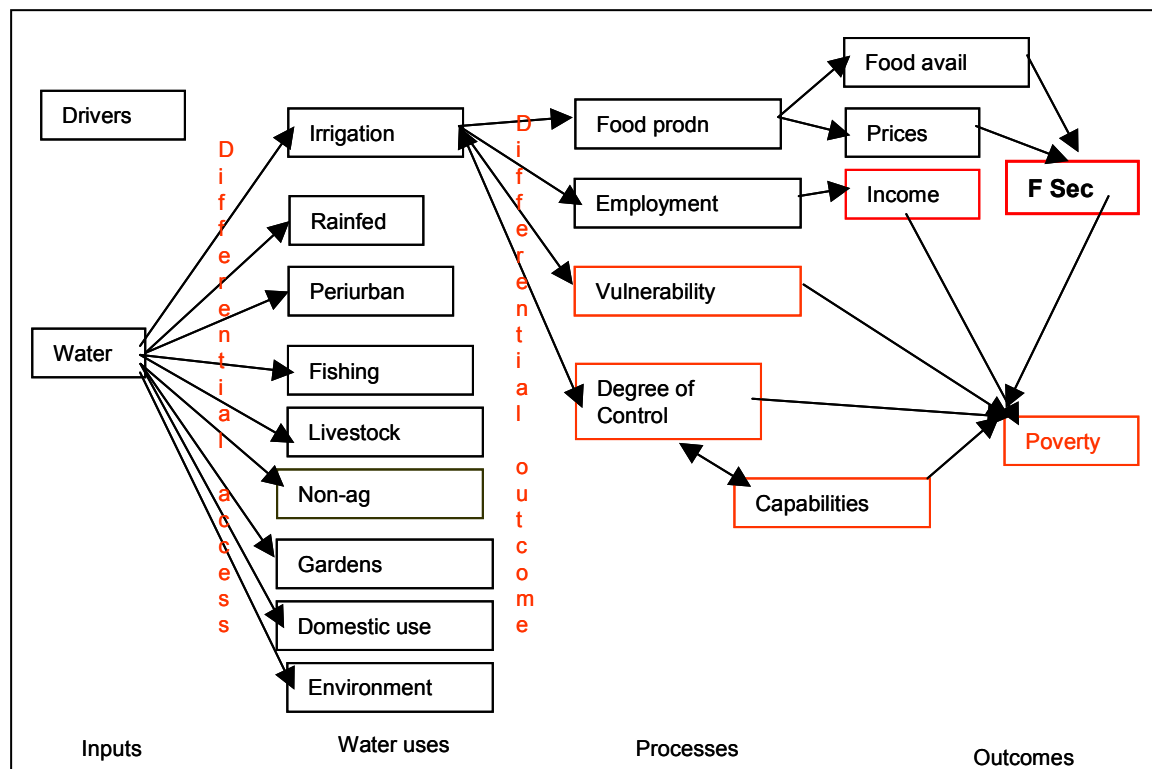 Drivers
Water
Differential access
Irrigation
Rainfed
Periurban
Fishing
Livestock
Non-ag
Gardens
Domestic use
Environment
Differential outcome
Food prodn
Employment
Vulnerability
Degree of
Control
Capabilities
Food avail
Prices
Income
F Sec
Poverty
Inputs
Water uses
Processes
Outcomes